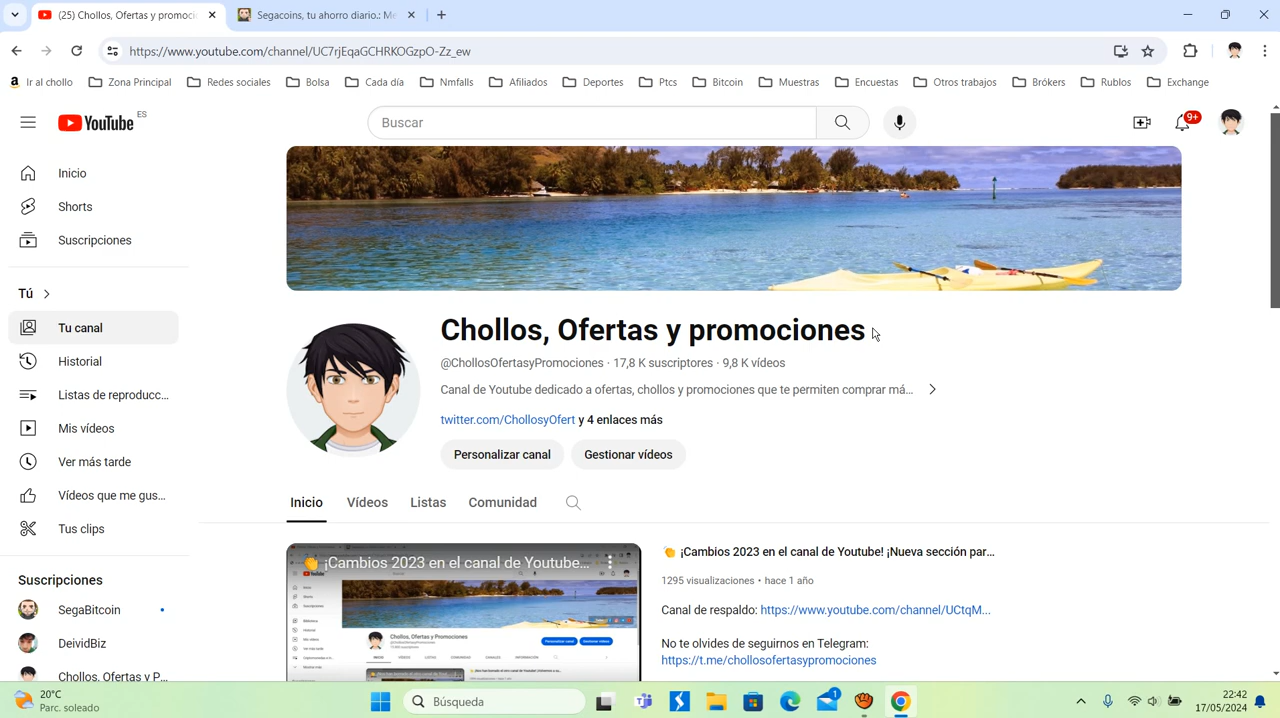 (25) Chollos, Ofertas y promoci
Segacoins, tu ahorro diario.: Me
https://www.youtube.com/channel/UC7rjEqaGCHRKOGzpO-Zz_ew
Ir al chollo
Zona Principal
Redes sociales
Bolsa
Cada día
Nmfalls
Afiliados
Deportes
Ptcs
Bitcoin
Muestras
Encuestas
Otros trabajos
Brókers
Rublos
Exchange
YouTube
ES
Buscar
9+
Inicio
Shorts
Suscripciones
Tú
Tu canal
Historial
Listas de reproducc...
Mis vídeos
Ver más tarde
Vídeos que me gus...
Tus clips
Suscripciones
SegaBitcoin
DeividBiz
Chollos, Ofertas y promociones
@ChollosOfertasyPromociones · 17,8 K suscriptores · 9,8 K vídeos
Canal de Youtube dedicado a ofertas, chollos y promociones que te permiten comprar má...
twitter.com/ChollosyOfert y 4 enlaces más
Personalizar canal
Gestionar vídeos
Inicio
Vídeos
Listas
Comunidad
¡Cambios 2023 en el canal de Youtube...
Chollos, Ofertas y Promociones
¡Cambios 2023 en el canal de Youtube! ¡Nueva sección par...
1295 visualizaciones • hace 1 año
Canal de respaldo: https://www.youtube.com/channel/UCtqM...
No te olvides de seguirnos en Telegram:
https://t.me/chollosofertasypromociones
20°C
Parc. soleado
Búsqueda
1
22:42
17/05/2024